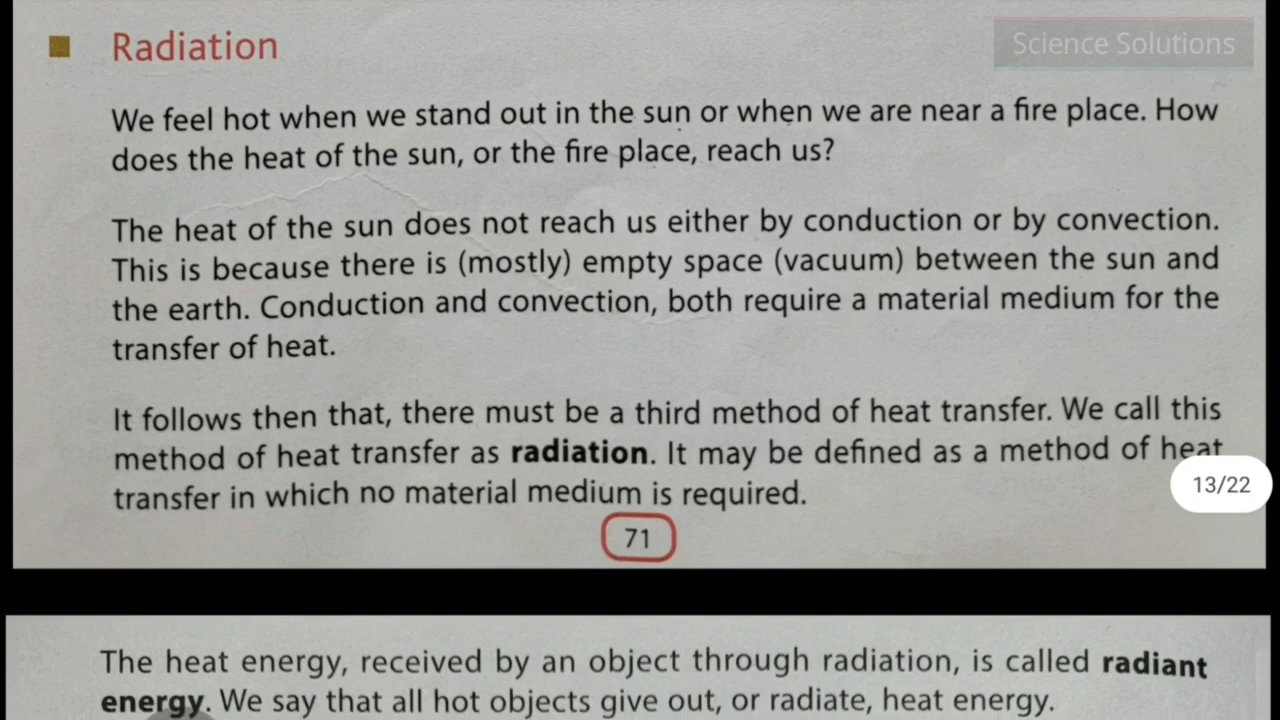 Radiation
Science Solutions
We feel hot when we stand out in the sun or when we are near a fire place. How
does the heat of the sun, or the fire place, reach us?
The heat of the sun does not reach us either by conduction or by convection.
This is because there is (mostly) empty space (vacuum) between the sun and
the earth. Conduction and convection, both require a material medium for the
transfer of heat.
It follows then that, there must be a third method of heat transfer. We call this
method of heat transfer as radiation. It may be defined as a method of heat
transfer in which no material medium is required.
13/22
71
The heat energy, received by an object through radiation, is called radiant
energy. We say that all hot objects give out, or radiate, heat energy.